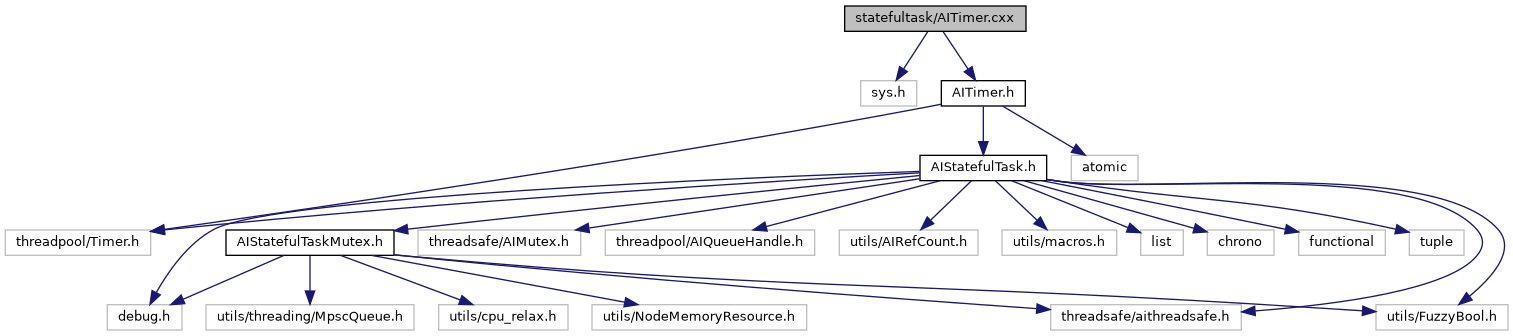 statefultask/AITimer.cxx
sys.h
AITimer.h
AIStatefulTask.h
atomic
threadpool/Timer.h
AIStatefulTaskMutex.h
threadsafe/AIMutex.h
threadpool/AIQueueHandle.h
utils/AIRefCount.h
utils/macros.h
list
chrono
functional
tuple
debug.h
utils/threading/MpscQueue.h
utils/cpu_relax.h
utils/NodeMemoryResource.h
threadsafe/aithreadsafe.h
utils/FuzzyBool.h